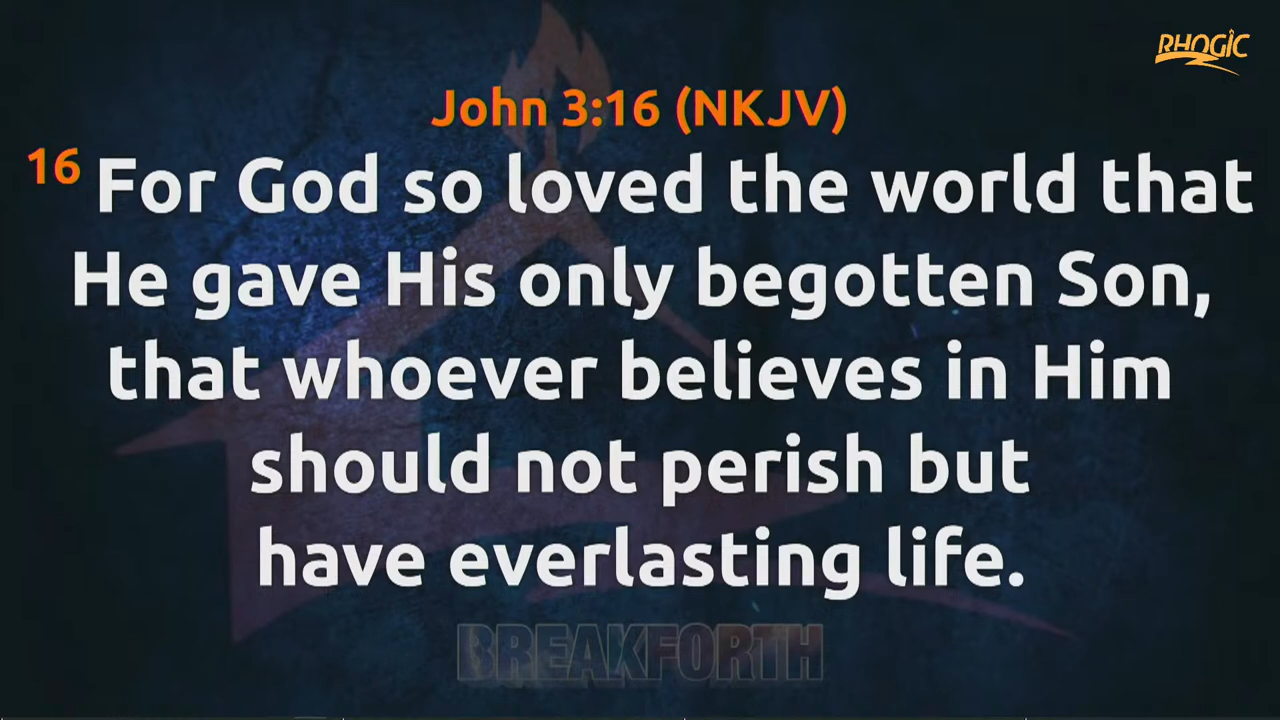 RHOGIC
John 3:16 (NKJV)
16 For God so loved the world that
He gave His only begotten Son,
that whoever believes in Him
should not perish but
have everlasting life.
BREAKFORTH